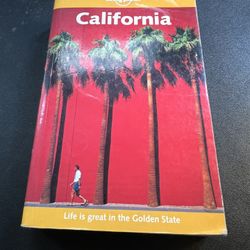 California
Life is great in the Golden State